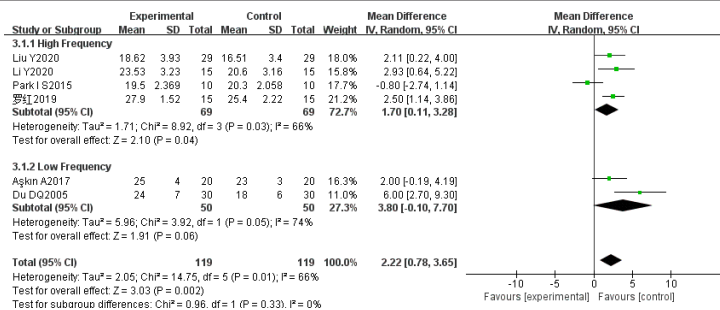 Experimental Control Mean Difference Mean Difference
Study or Subgroup Mean SD Total Mean SD Total Weight IV, Random, 95% CI IV, Random, 95% CI
3.1.1 High Frequency
Liu Y2020 18.62 3.93 29 16.51 3.4 29 18.0% 2.11 [0.22, 4.00]
Li Y2020 23.53 3.23 15 20.6 3.16 15 15.8% 2.93 [0.64, 5.22]
Park I S2015 19.5 2.369 10 20.3 2.058 10 17.7% -0.80 [-2.74, 1.14]
罗红2019 27.9 1.52 15 25.4 2.22 15 21.2% 2.50 [1.14, 3.86]
Subtotal (95% CI) 69 69 72.7% 1.70 [0.11, 3.28]
Heterogeneity: Tau² = 1.71; Chi² = 8.92, df = 3 (P = 0.03); I² = 66%
Test for overall effect: Z = 2.10 (P = 0.04)
3.1.2 Low Frequency
Aşkın A2017 25 4 20 23 3 20 16.3% 2.00 [-0.19, 4.19]
Du DQ2005 24 7 30 18 6 30 11.0% 6.00 [2.70, 9.30]
Subtotal (95% CI) 50 50 27.3% 3.80 [-0.10, 7.70]
Heterogeneity: Tau² = 5.96; Chi² = 3.92, df = 1 (P = 0.05); I² = 74%
Test for overall effect: Z = 1.91 (P = 0.06)
Total (95% CI) 119 119 100.0% 2.22 [0.78, 3.65]
Heterogeneity: Tau² = 2.05; Chi² = 14.75, df = 5 (P = 0.01); I² = 66%
Test for overall effect: Z = 3.03 (P = 0.002)
Test for subgroup differences: Chi² = 0.96, df = 1 (P = 0.33), I² = 0%
-10 -5 0 5 10
Favours [experimental] Favours [control]